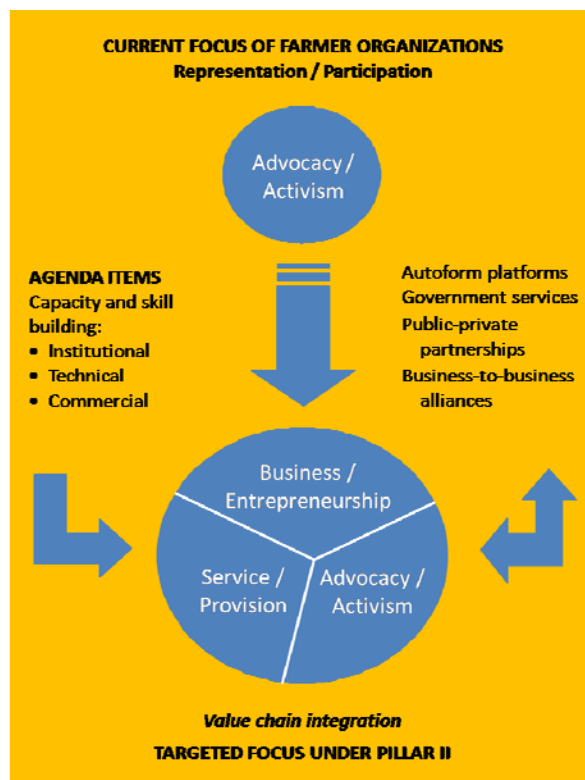 CURRENT FOCUS OF FARMER ORGANIZATIONS
Representation / Participation
Advocacy /
Activism
AGENDA ITEMS
Capacity and skill
building:
• Institutional
• Technical
• Commercial
Autoform platforms
Government services
Public-private
partnerships
Business-to-business
alliances
Business /
Entrepreneurship
Service /
Provision
Advocacy /
Activism
Value chain integration
TARGETED FOCUS UNDER PILLAR II